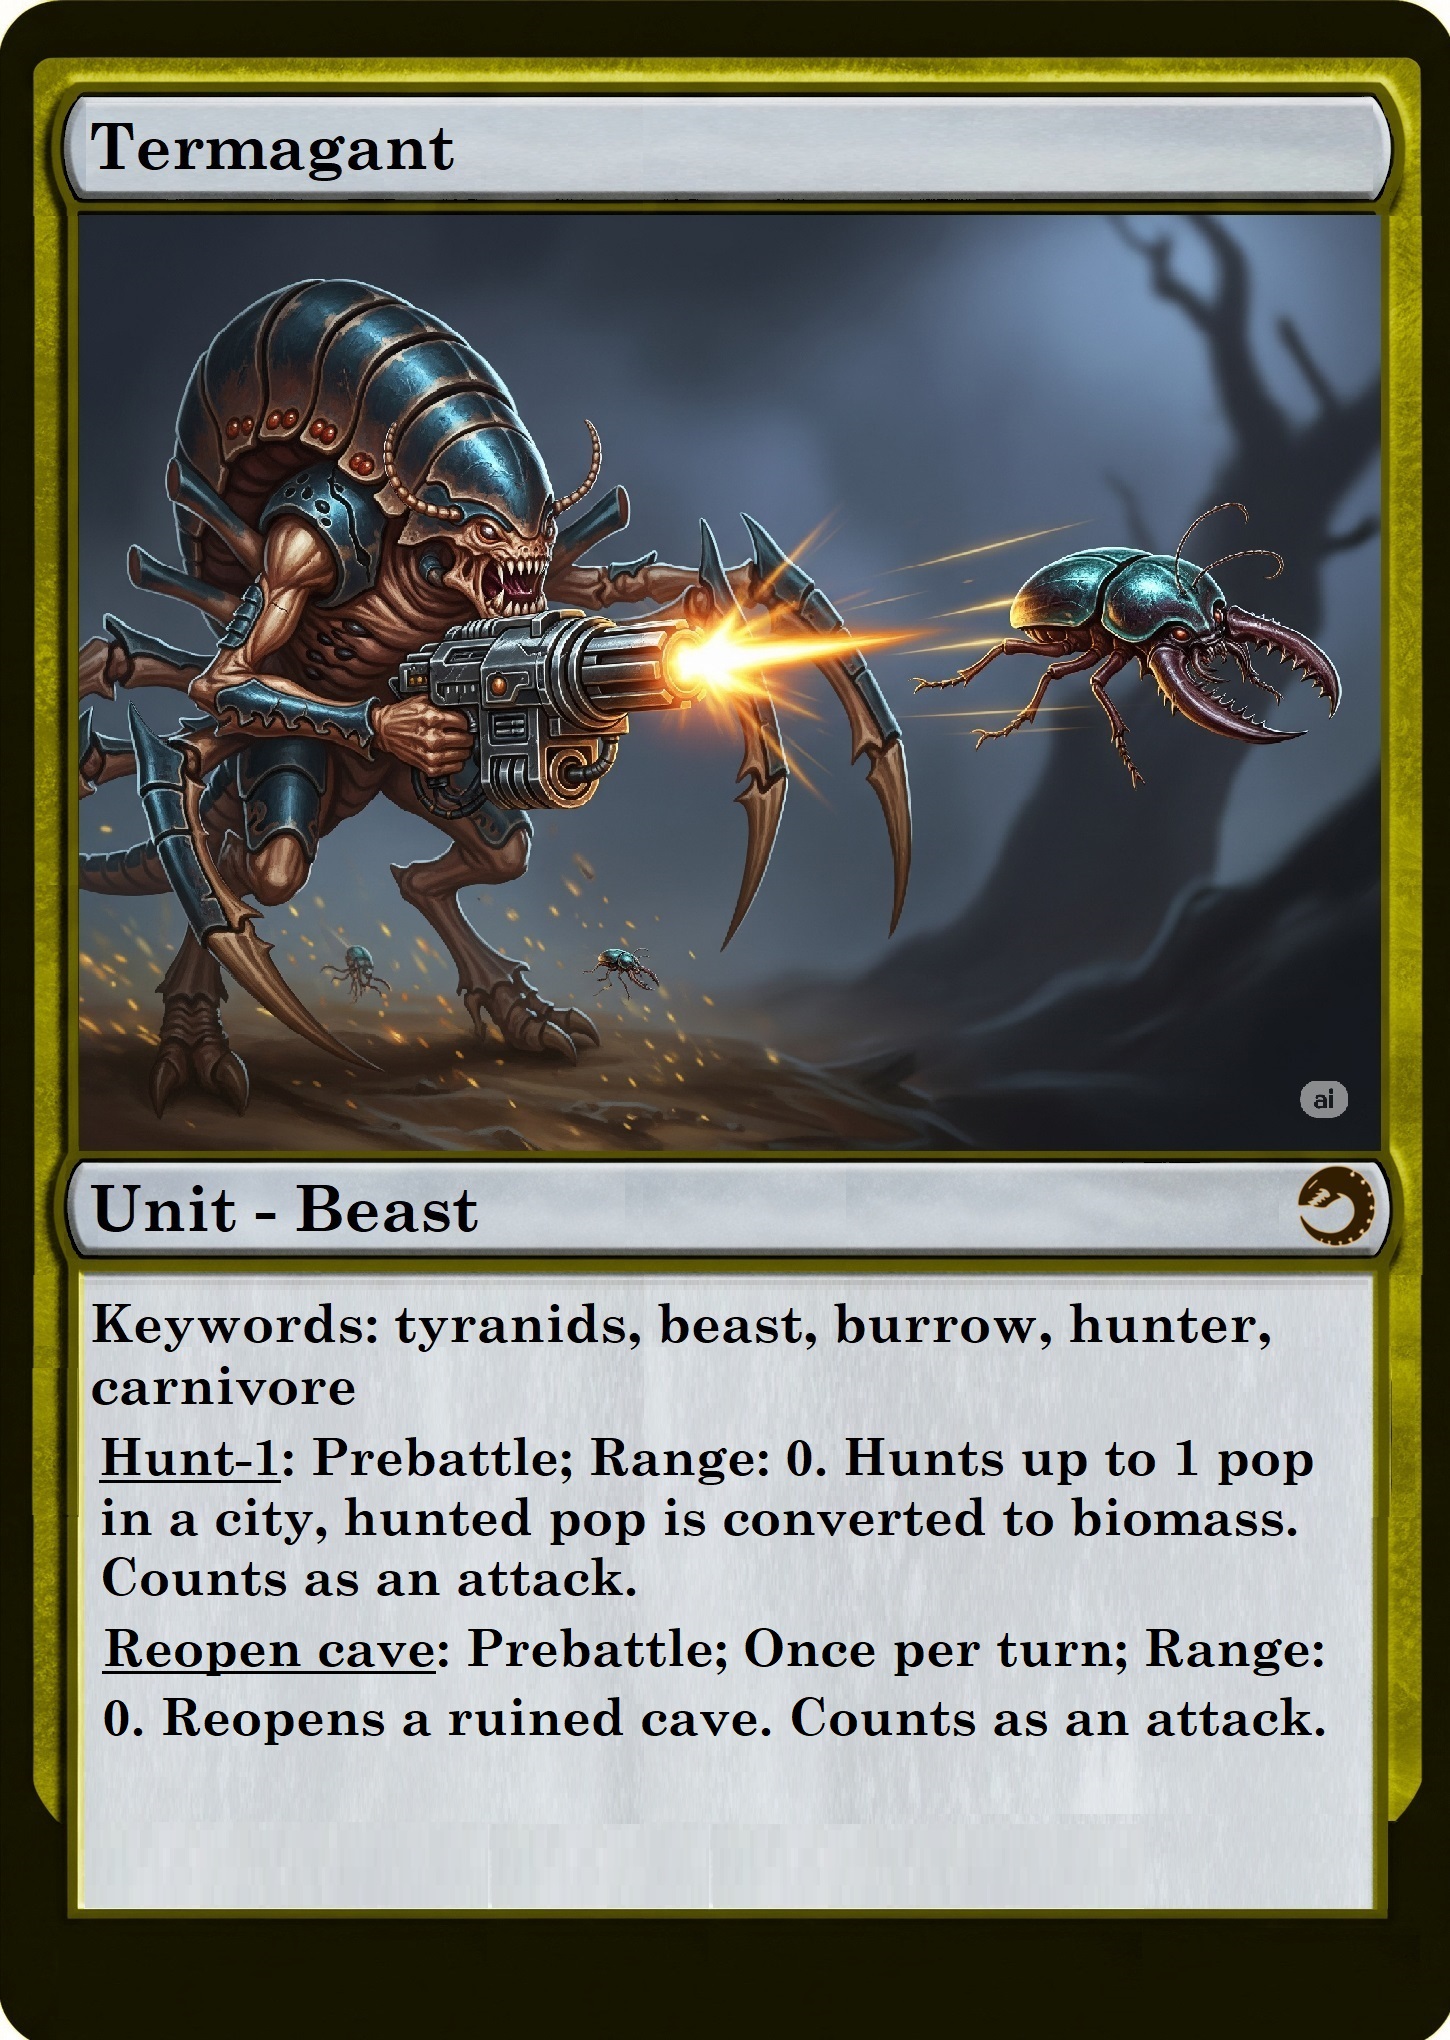 Termagant
ai
Unit - Beast
Keywords: tyranids, beast, burrow, hunter,
carnivore
Hunt-1: Prebattle; Range: 0. Hunts up to 1 pop
in a city, hunted pop is converted to biomass.
Counts as an attack.
Reopen cave: Prebattle; Once per turn; Range:
0. Reopens a ruined cave. Counts as an attack.